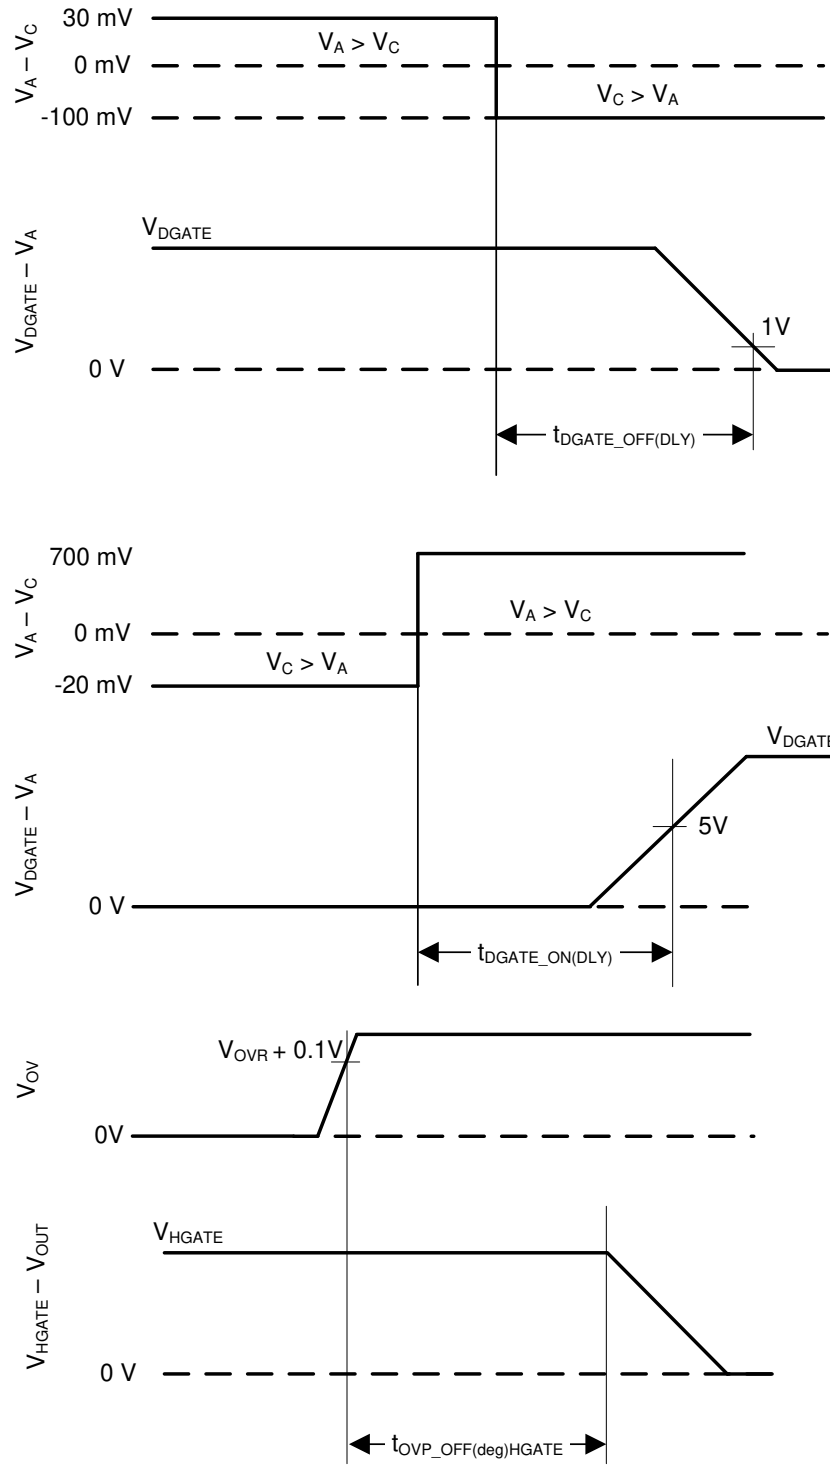 30 mV
V_A – V_C
V_A > V_C
0 mV
V_C > V_A
-100 mV
V_DGATE
V_DGATE – V_A
1V
0 V
t_DGATE_OFF(DLY)
700 mV
V_A – V_C
V_A > V_C
0 mV
V_C > V_A
-20 mV
V_DGATE
V_DGATE – V_A
5V
0 V
t_DGATE_ON(DLY)
V_OVR + 0.1V
V_OV
0V
V_HGATE
V_HGATE – V_OUT
0 V
t_OVP_OFF(deg)HGATE